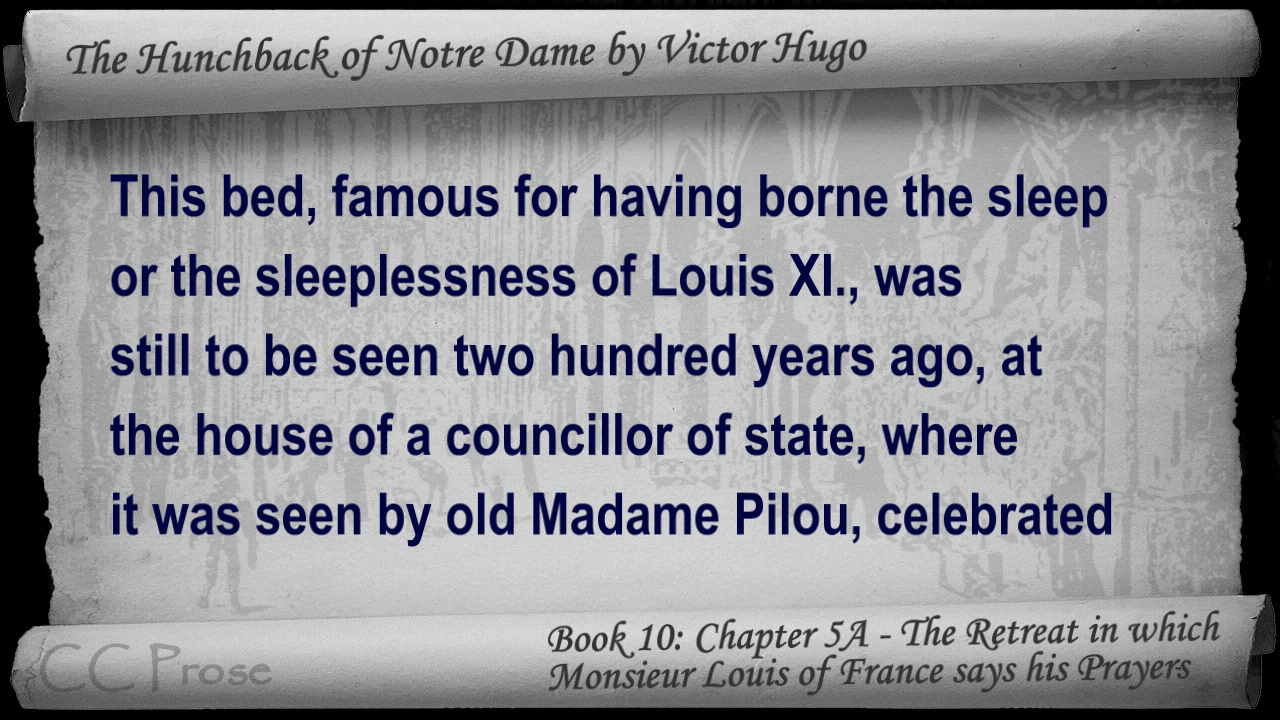 The Hunchback of Notre Dame by Victor Hugo
This bed, famous for having borne the sleep
or the sleeplessness of Louis XI., was
still to be seen two hundred years ago, at
the house of a councillor of state, where
it was seen by old Madame Pilou, celebrated
Book 10: Chapter 5A - The Retreat in which
Monsieur Louis of France says his Prayers
CC Prose